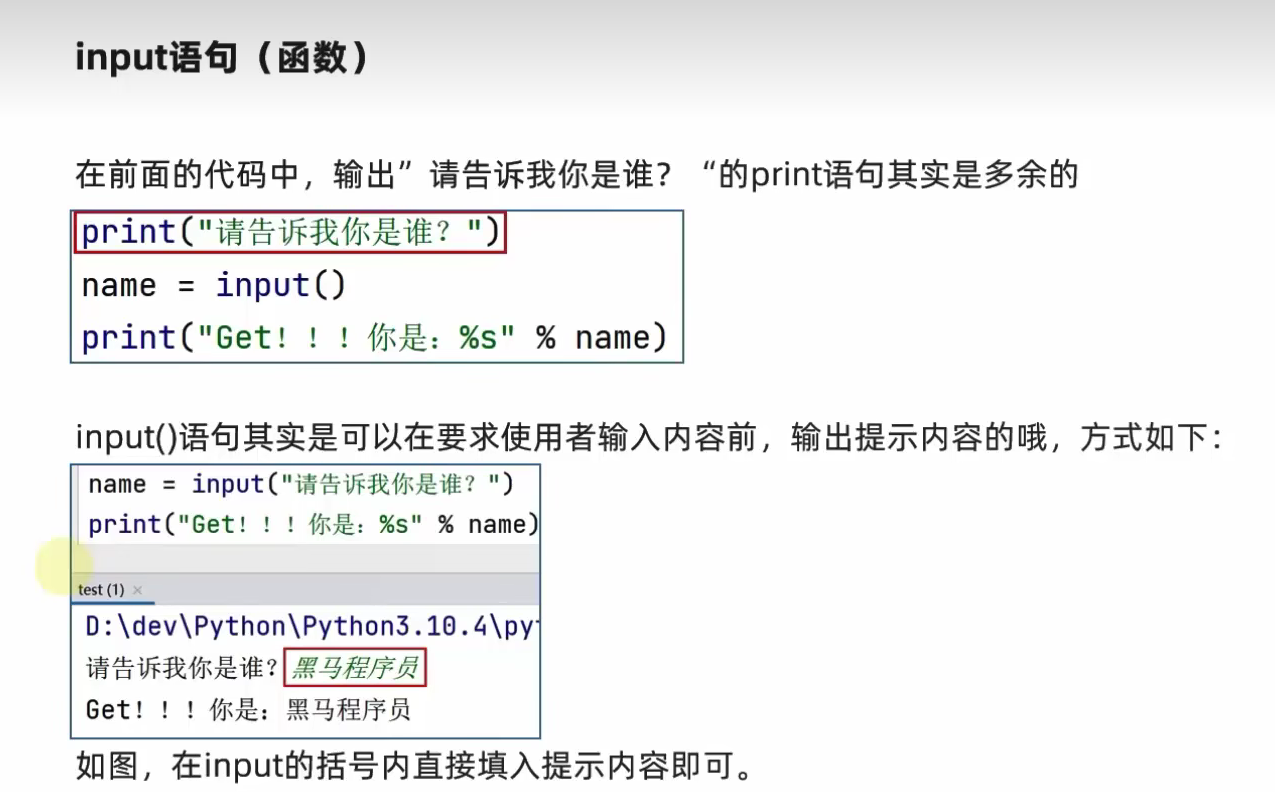 input语句（函数）
在前面的代码中，输出”请告诉我你是谁？“的print语句其实是多余的
print("请告诉我你是谁？")
name = input()
print("Get！！！你是：%s" % name)
input()语句其实是可以在要求使用者输入内容前，输出提示内容的哦，方式如下：
name = input("请告诉我你是谁？")
print("Get！！！你是：%s" % name)
test (1) ×
D:\dev\Python\Python3.10.4\py
请告诉我你是谁？黑马程序员
Get！！！你是：黑马程序员
如图，在input的括号内直接填入提示内容即可。